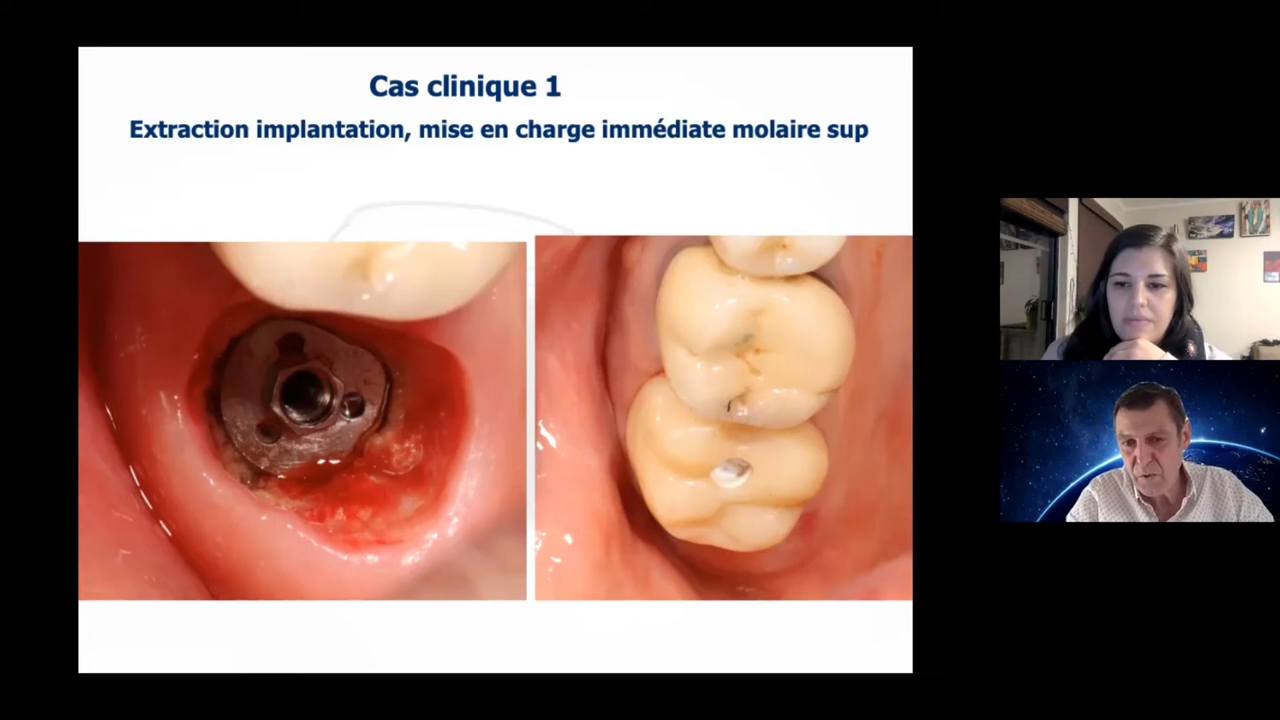 Cas clinique 1
Extraction implantation, mise en charge immédiate molaire sup